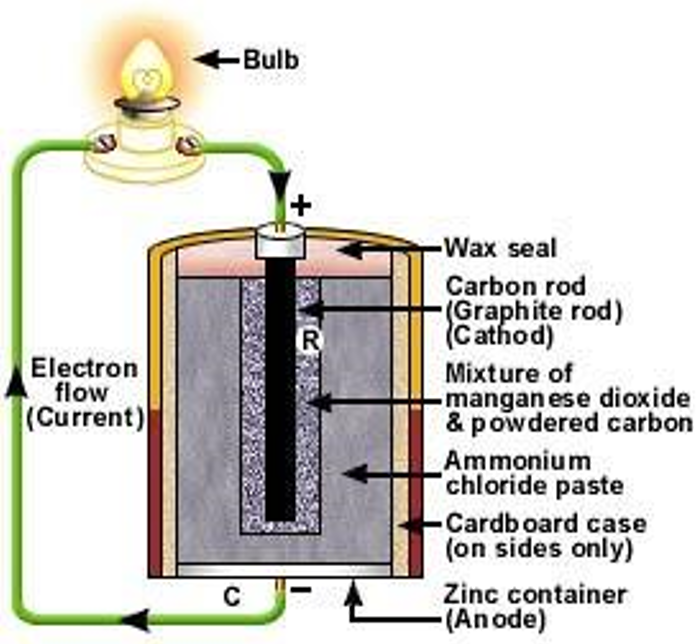 Bulb
+
Wax seal
Carbon rod
(Graphite rod)
(Cathod)
R
Electron
flow
(Current)
Mixture of
manganese dioxide
& powdered carbon
Ammonium
chloride paste
Cardboard case
(on sides only)
C
–
Zinc container
(Anode)